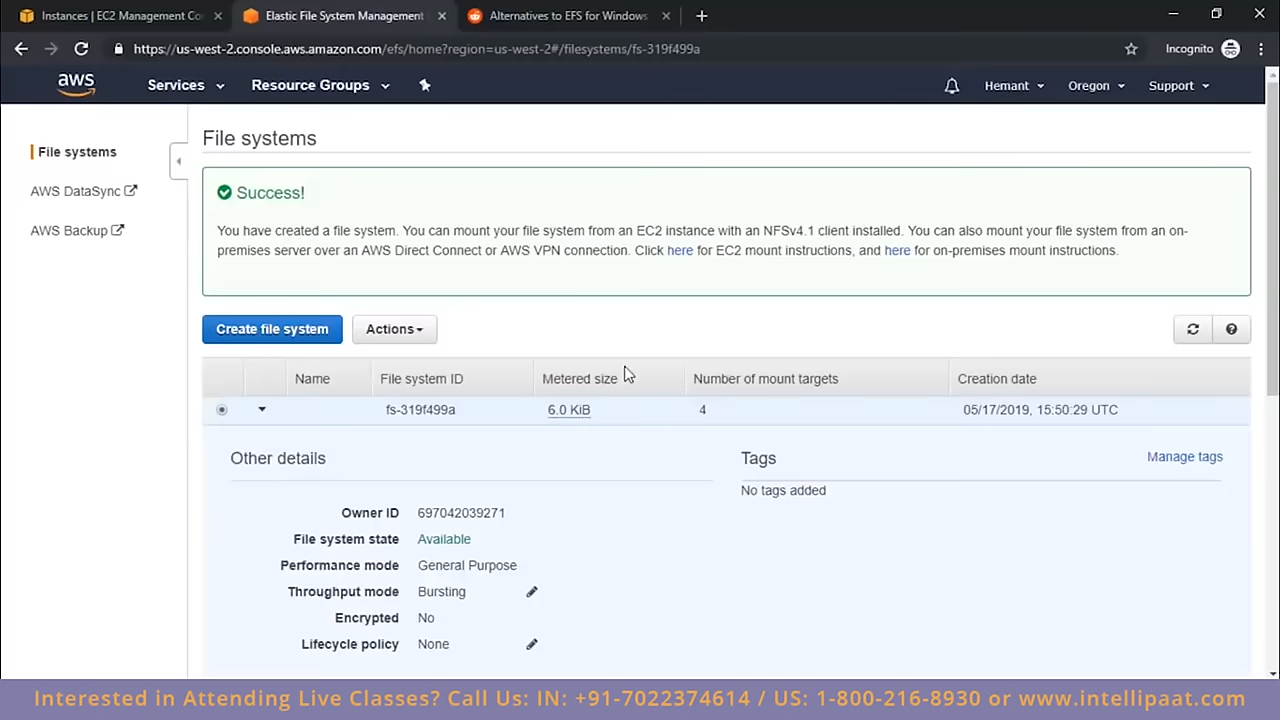 Instances | EC2 Management Co
Elastic File System Management
Alternatives to EFS for Windows
https://us-west-2.console.aws.amazon.com/efs/home?region=us-west-2#/filesystems/fs-319f499a
Incognito
aws
Services
Resource Groups
Hemant
Oregon
Support
File systems
AWS DataSync
AWS Backup
File systems
Success!
You have created a file system. You can mount your file system from an EC2 instance with an NFSv4.1 client installed. You can also mount your file system from an on-
premises server over an AWS Direct Connect or AWS VPN connection. Click here for EC2 mount instructions, and here for on-premises mount instructions.
Create file system
Actions
Name File system ID Metered size Number of mount targets Creation date
fs-319f499a 6.0 KiB 4 05/17/2019, 15:50:29 UTC
Other details
Owner ID 697042039271
File system state Available
Performance mode General Purpose
Throughput mode Bursting
Encrypted No
Lifecycle policy None
Tags
Manage tags
No tags added
Interested in Attending Live Classes? Call Us: IN: +91-7022374614 / US: 1-800-216-8930 or www.intellipaat.com